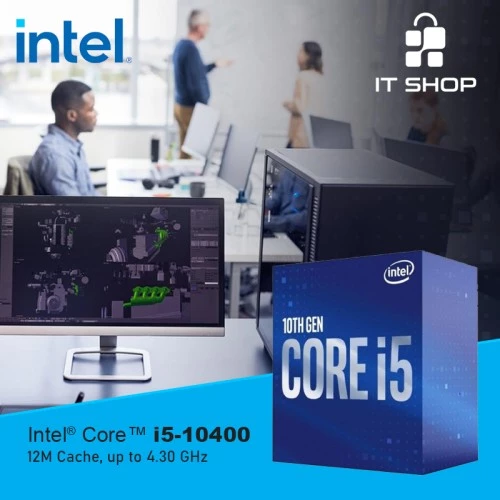 intel®
IT SHOP
intel®
10TH GEN
CORE i5
Intel® Core™ i5-10400
12M Cache, up to 4.30 GHz